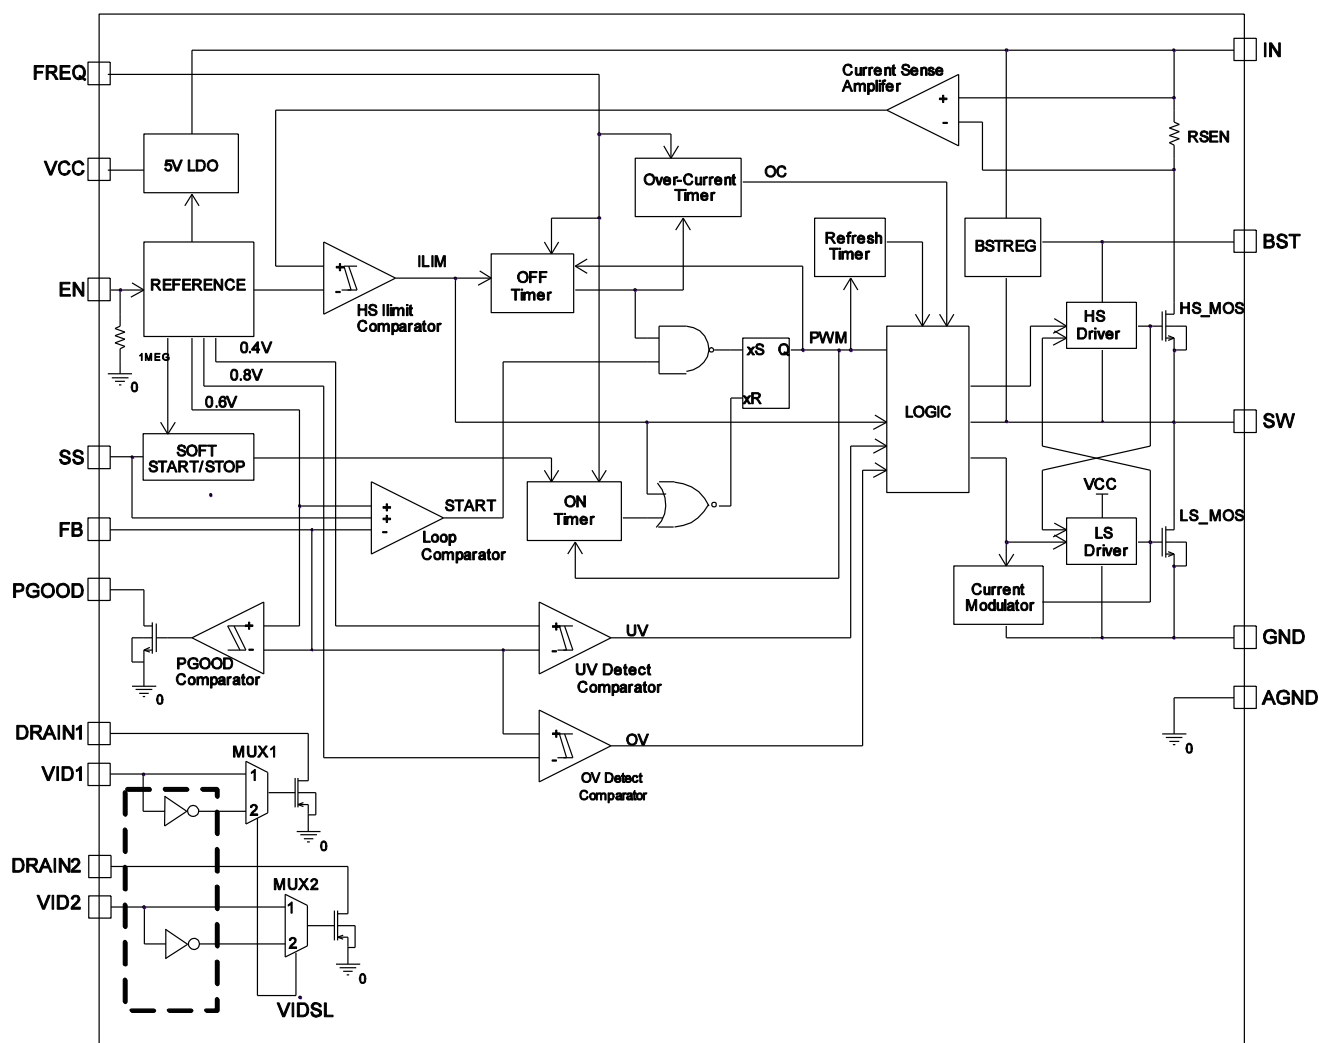 IN
FREQ
Current Sense
Amplifer
+
-
RSEN
VCC
5V LDO
Over-Current
Timer
OC
Refresh
Timer
BSTREG
BST
ILIM
EN
REFERENCE
+
-
HS Ilimit
Comparator
OFF
Timer
HS
Driver
HS_MOS
PWM
0.4V
1MEG
0
0.8V
0.6V
xS
Q
xR
LOGIC
SW
SS
SOFT
START/STOP
VCC
START
ON
Timer
LS_MOS
LS
Driver
FB
+
+
-
Loop
Comparator
PGOOD
Current
Modulator
+
-
PGOOD
Comparator
0
+
-
UV
UV Detect
Comparator
GND
AGND
0
DRAIN1
MUX1
+
-
OV
OV Detect
Comparator
VID1
1
2
0
DRAIN2
MUX2
VID2
1
2
0
VIDSL